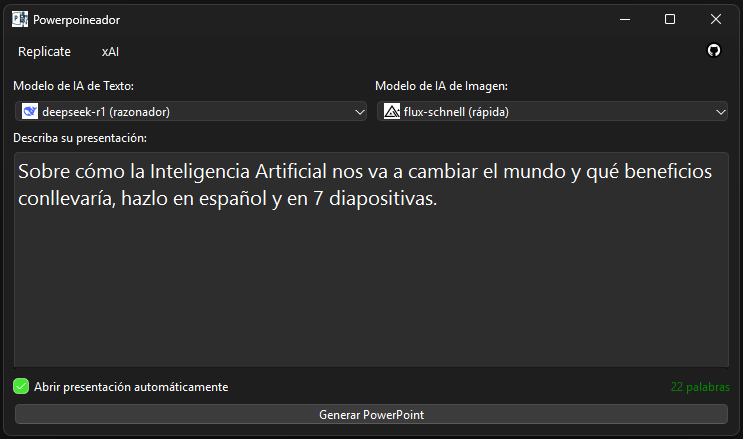 Powerpoineador
Replicate xAI
Modelo de IA de Texto: Modelo de IA de Imagen:
deepseek-r1 (razonador) flux-schnell (rápida)
Describa su presentación:
Sobre cómo la Inteligencia Artificial nos va a cambiar el mundo y qué beneficios
conllevaría, hazlo en español y en 7 diapositivas.
Abrir presentación automáticamente 22 palabras
Generar PowerPoint